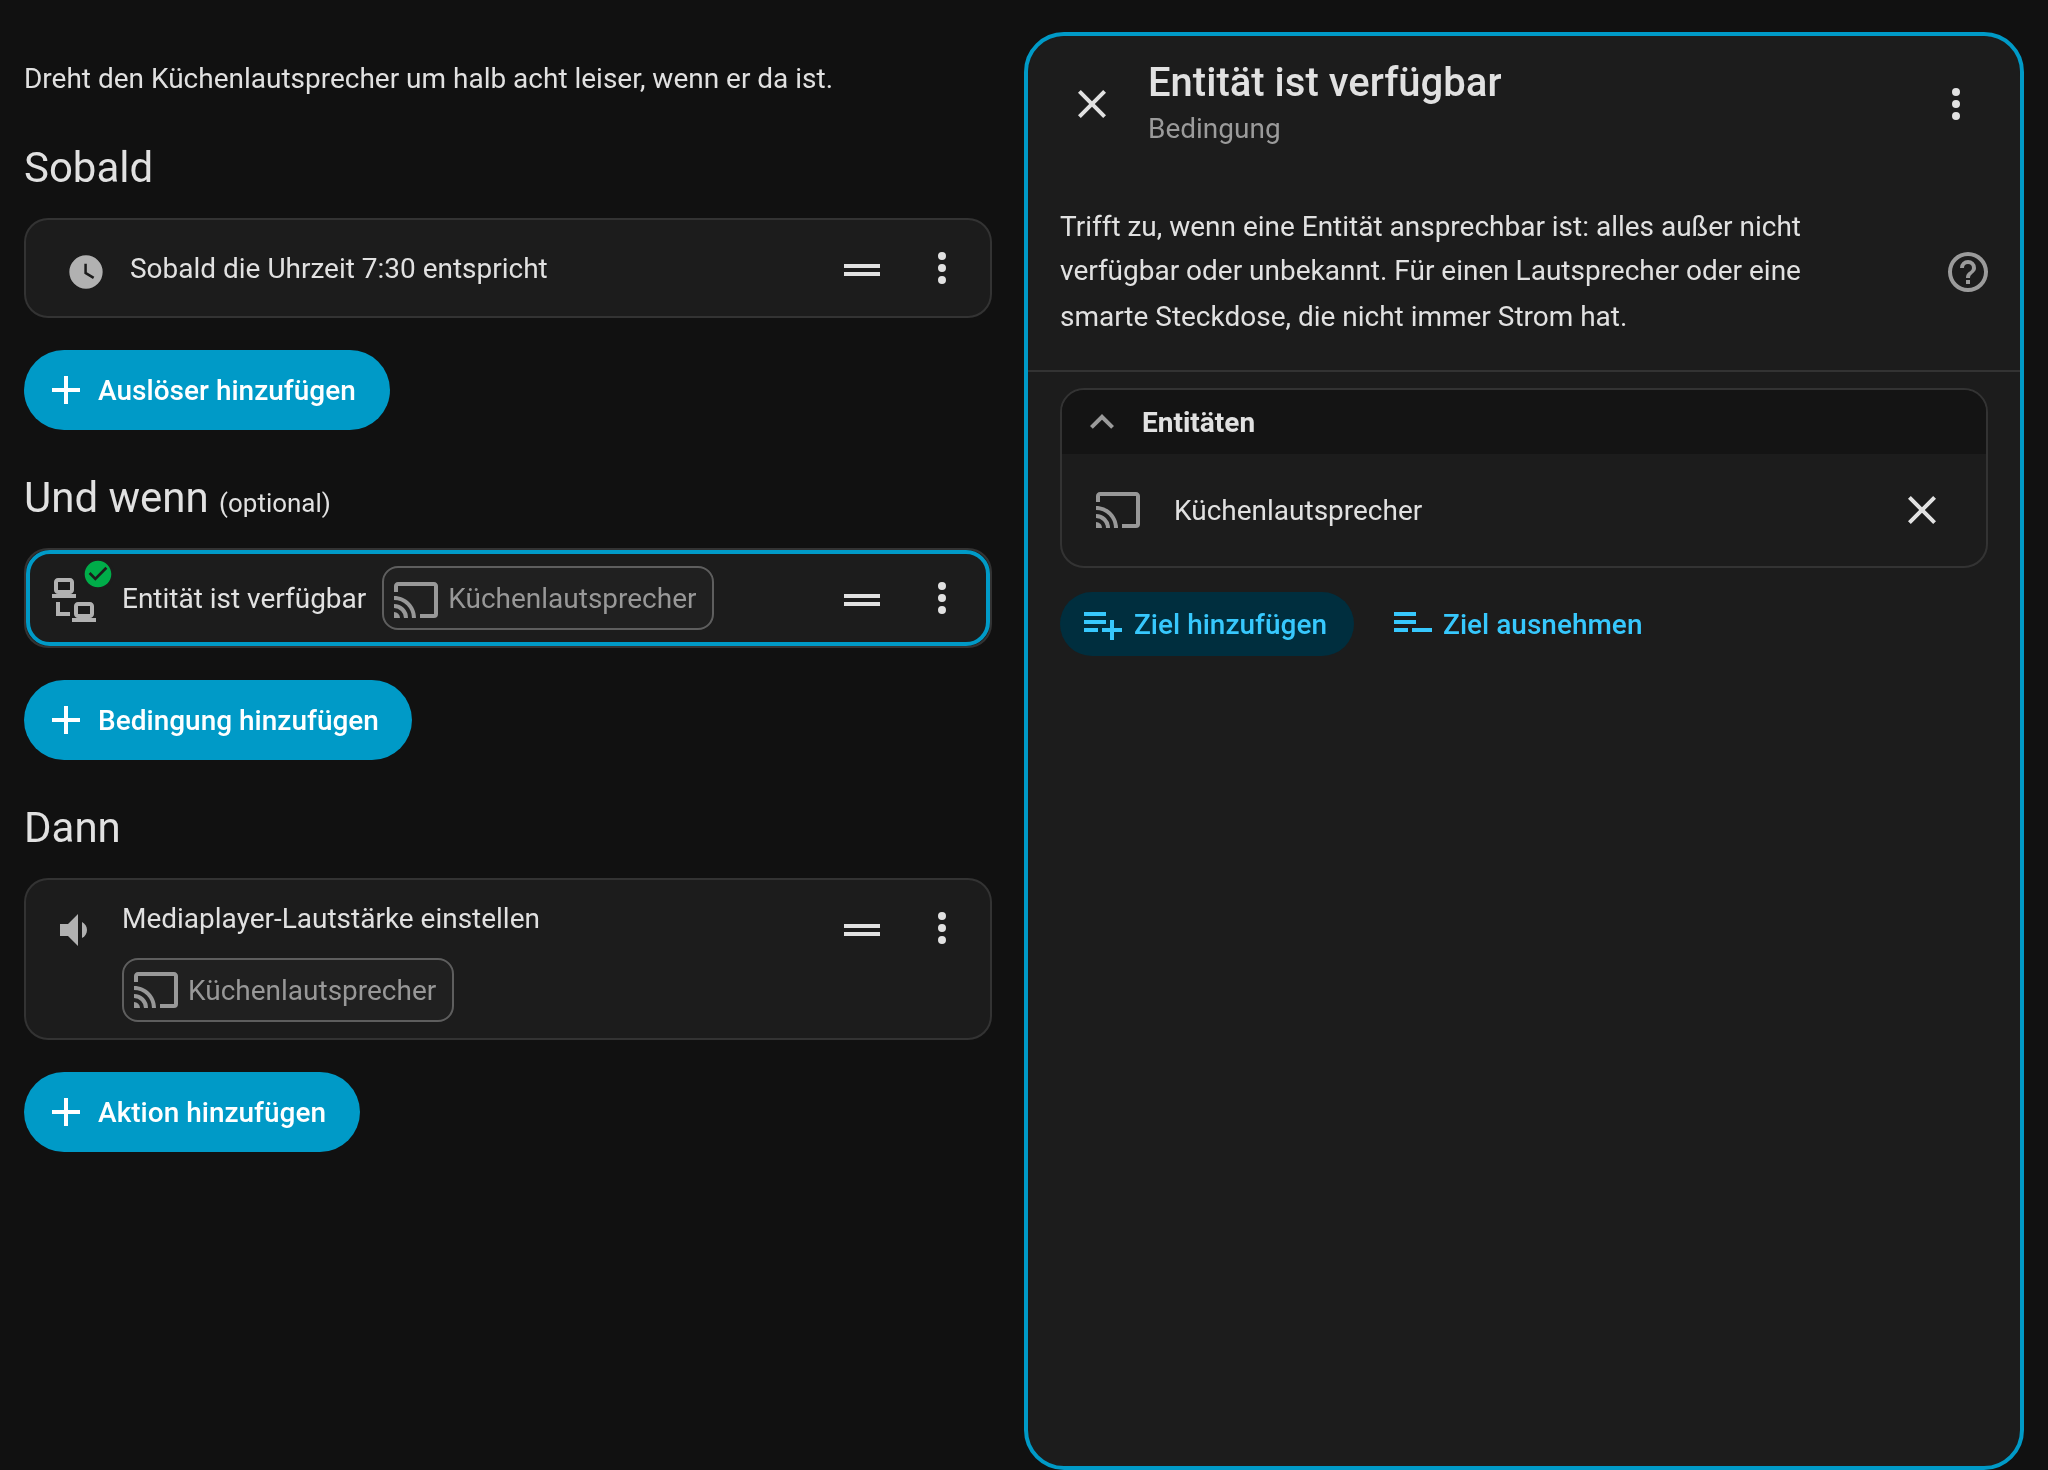 Dreht den Küchenlautsprecher um halb acht leiser, wenn er da ist.
Sobald
Sobald die Uhrzeit 7:30 entspricht
Auslöser hinzufügen
Und wenn (optional)
Entität ist verfügbar Küchenlautsprecher
Bedingung hinzufügen
Dann
Mediaplayer-Lautstärke einstellen
Küchenlautsprecher
Aktion hinzufügen
Entität ist verfügbar
Bedingung
Trifft zu, wenn eine Entität ansprechbar ist: alles außer nicht
verfügbar oder unbekannt. Für einen Lautsprecher oder eine
smarte Steckdose, die nicht immer Strom hat.
Entitäten
Küchenlautsprecher
Ziel hinzufügen Ziel ausnehmen